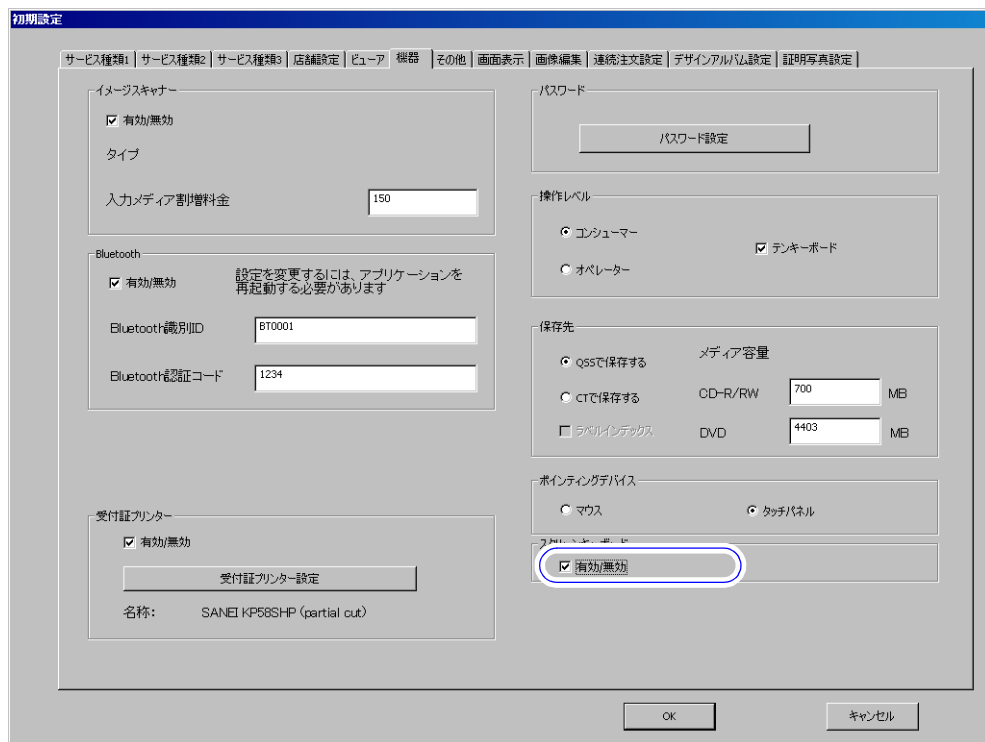 初期設定
サービス種類1 サービス種類2 サービス種類3 店舗設定 ビューア 機器 その他 画面表示 画像編集 連続注文設定 デザインアルバム設定 証明写真設定
イメージスキャナー
有効/無効
タイプ
入力メディア割増料金 150
Bluetooth
有効/無効
設定を変更するには、アプリケーションを
再起動する必要があります
Bluetooth識別ID BT0001
Bluetooth認証コード 1234
受付証プリンター
有効/無効
受付証プリンター設定
名称: SANEI KP58SHP (partial cut)
パスワード
パスワード設定
操作レベル
コンシューマー
テンキーボード
オペレーター
保存先
QSSで保存する
メディア容量
CTで保存する
CD-R/RW 700 MB
ラベルインデックス
DVD 4403 MB
ポインティングデバイス
マウス タッチパネル
スクリーンキーボード
有効/無効
OK キャンセル